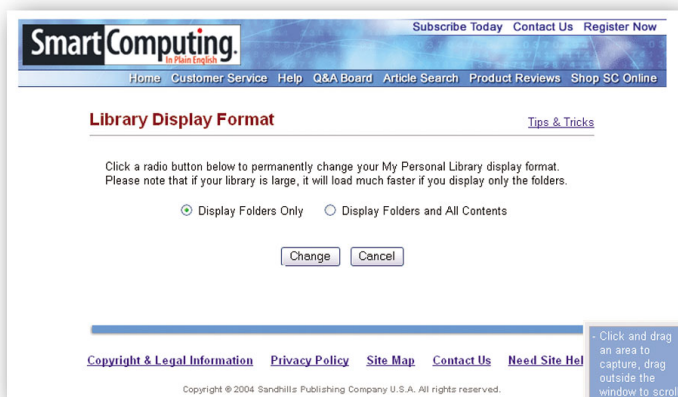 Subscribe Today Contact Us Register Now
Smart Computing.
In Plain English
Home Customer Service Help Q&A Board Article Search Product Reviews Shop SC Online
Library Display Format
Tips & Tricks
Click a radio button below to permanently change your My Personal Library display format.
Please note that if your library is large, it will load much faster if you display only the folders.
Display Folders Only Display Folders and All Contents
Change Cancel
- Click and drag
an area to
capture, drag
outside the
window to scroll
Copyright & Legal Information Privacy Policy Site Map Contact Us Need Site Hel
Copyright © 2004 Sandhills Publishing Company U.S.A. All rights reserved.